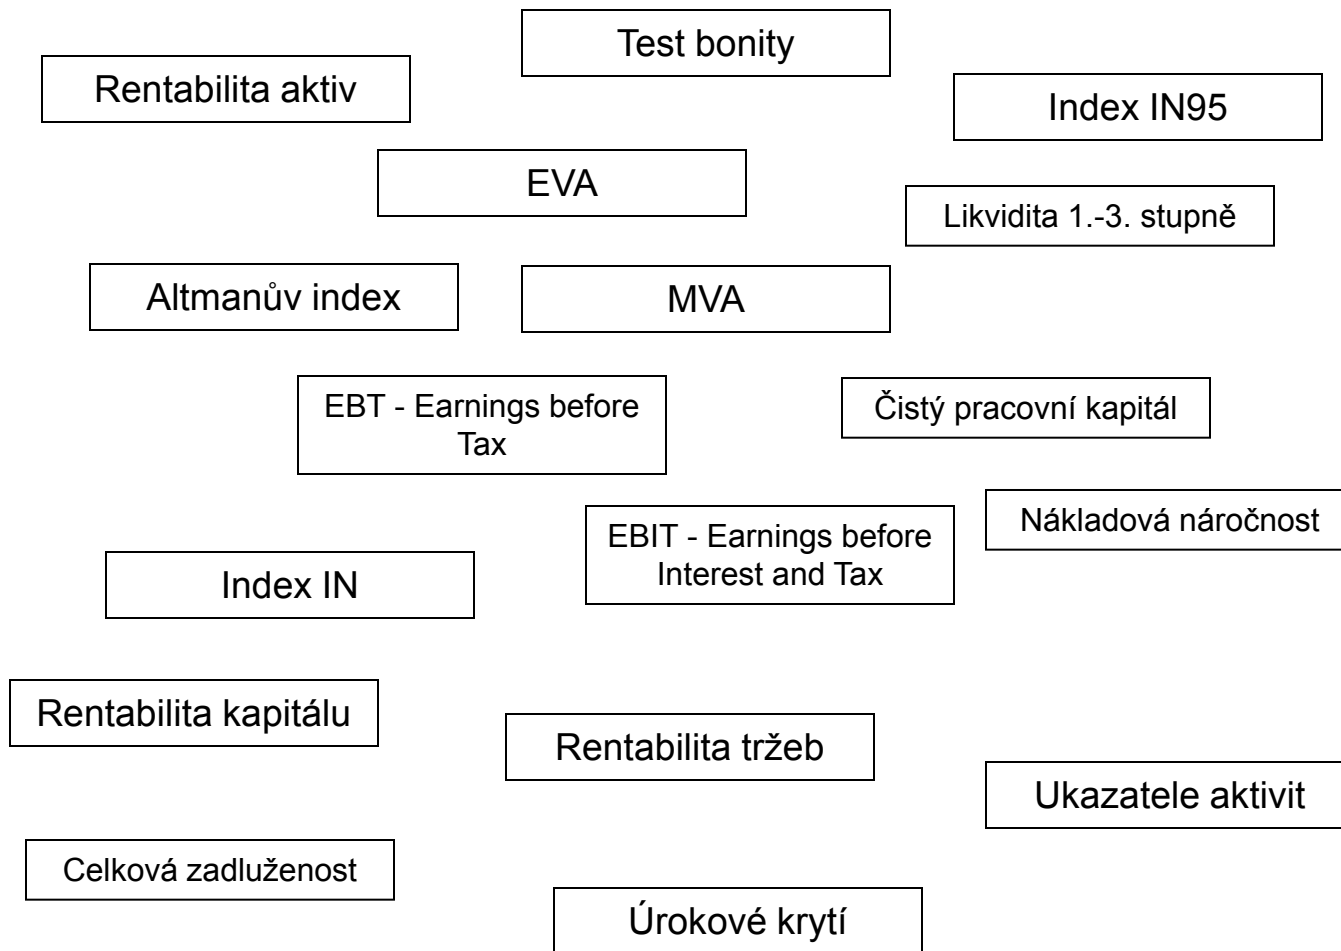 Test bonity
Rentabilita aktiv
Index IN95
EVA
Likvidita 1.-3. stupně
Altmanův index
MVA
EBT - Earnings before
Tax
Čistý pracovní kapitál
Nákladová náročnost
EBIT - Earnings before
Interest and Tax
Index IN
Rentabilita kapitálu
Rentabilita tržeb
Ukazatele aktivit
Celková zadluženost
Úrokové krytí